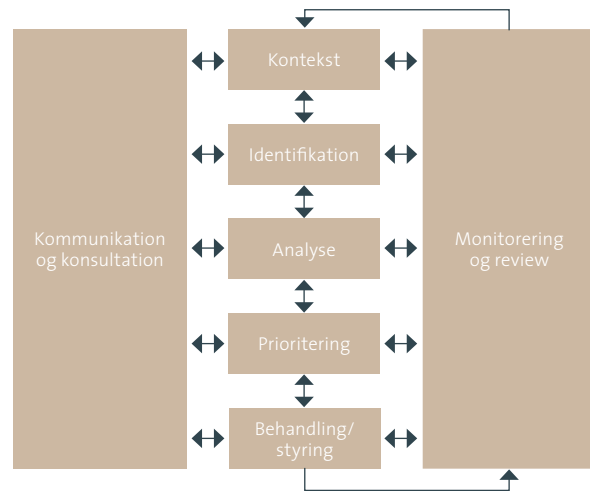 Kontekst
Identifikation
Kommunikation
og konsultation
Analyse
Monitorering
og review
Prioritering
Behandling/
styring